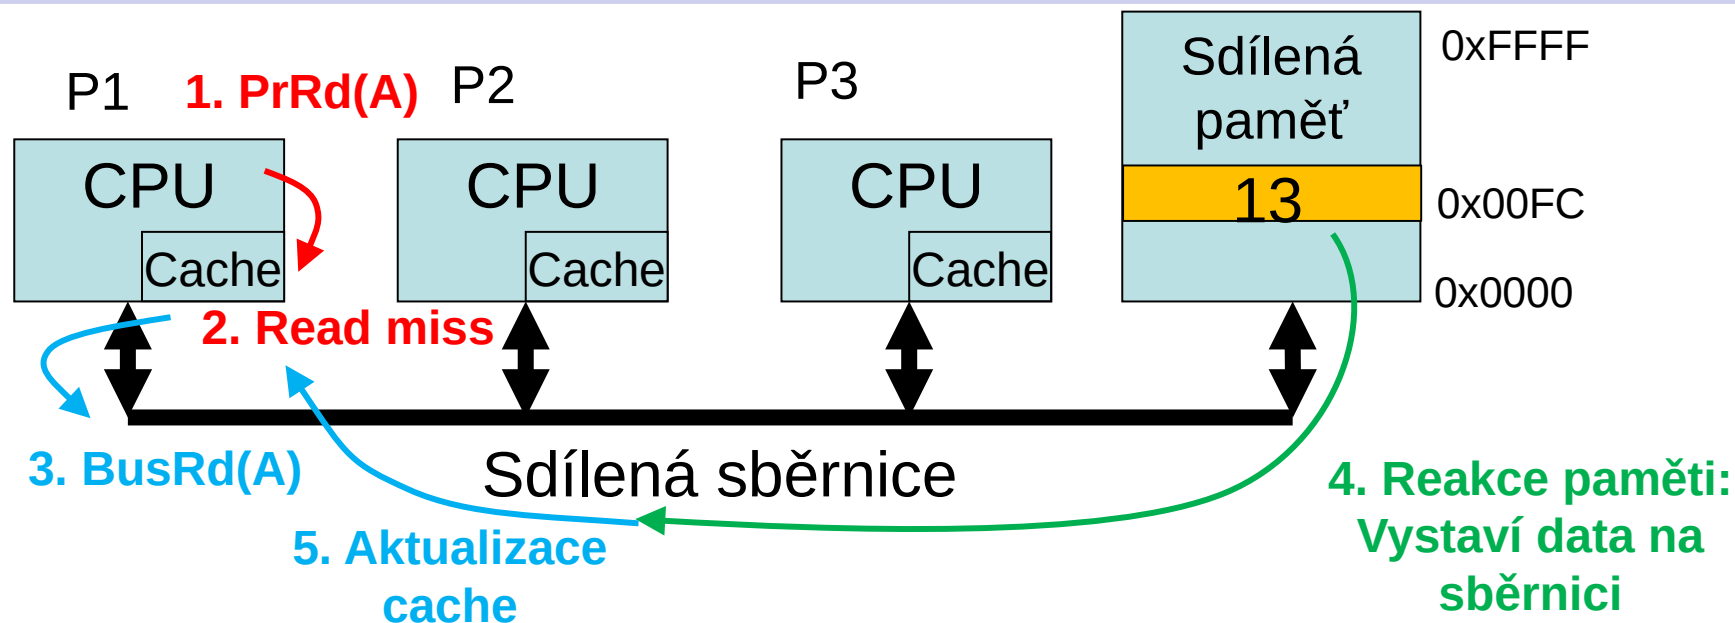 P1
1. PrRd(A)
P2
P3
Sdílená
paměť
0xFFFF
CPU
CPU
CPU
13
0x00FC
Cache
Cache
Cache
0x0000
2. Read miss
3. BusRd(A)
Sdílená sběrnice
4. Reakce paměti:
Vystaví data na
sběrnici
5. Aktualizace
cache